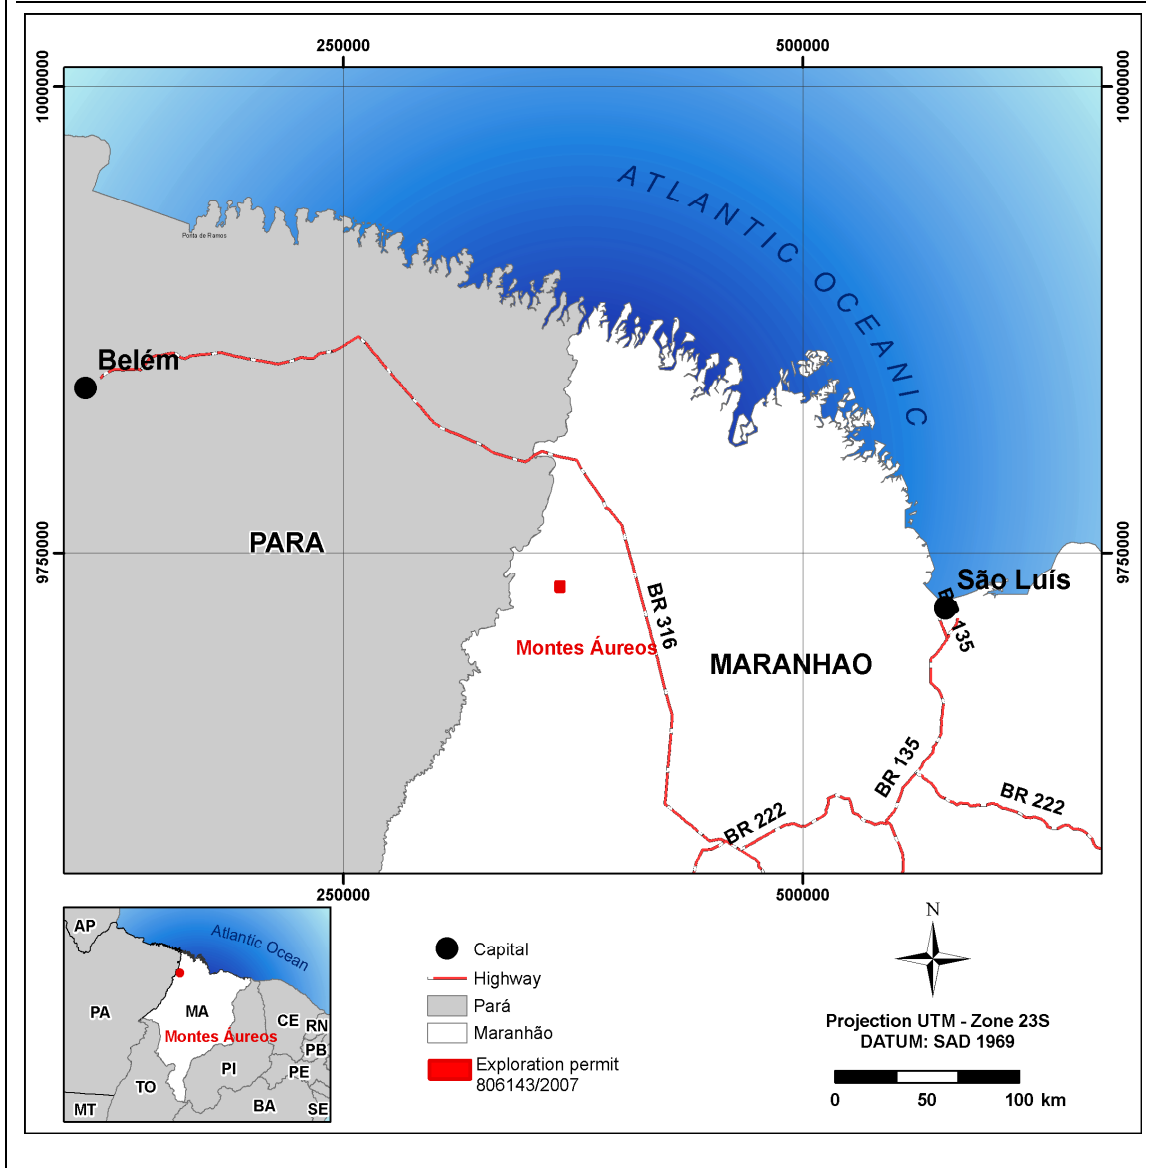 250000
500000
10000000
10000000
ATLANTIC OCEANIC
Ponta de Ramos
Belém
PARA
9750000
9750000
São Luís
BR 135
BR 316
Montes Áureos
MARANHAO
BR 135
BR 222
BR 222
250000
500000
AP
Atlantic Ocean
PA
MA
CE
RN
Montes Áureos
PB
PI
PE
TO
MT
BA
SE
Capital
Highway
Pará
Maranhão
Exploration permit
806143/2007
N
Projection UTM - Zone 23S
DATUM: SAD 1969
0 50 100 km